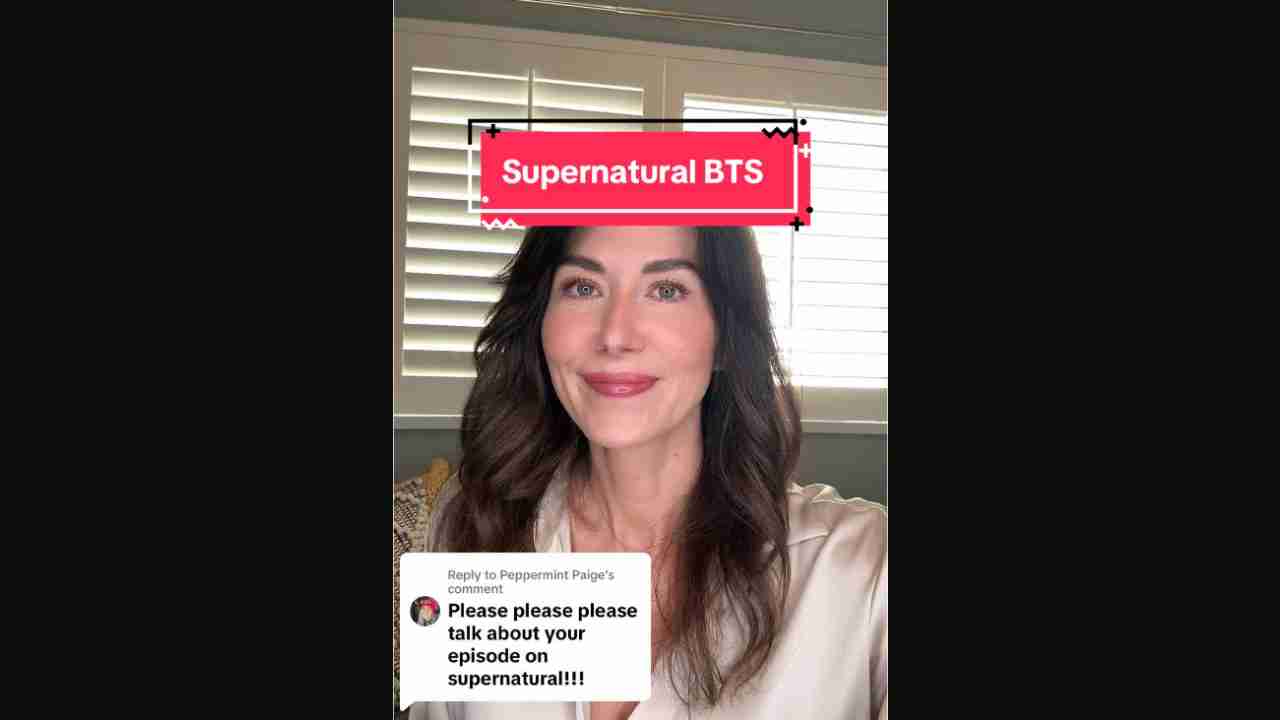 Supernatural BTS
Reply to Peppermint Paige's
comment
Please please please
talk about your
episode on
supernatural!!!